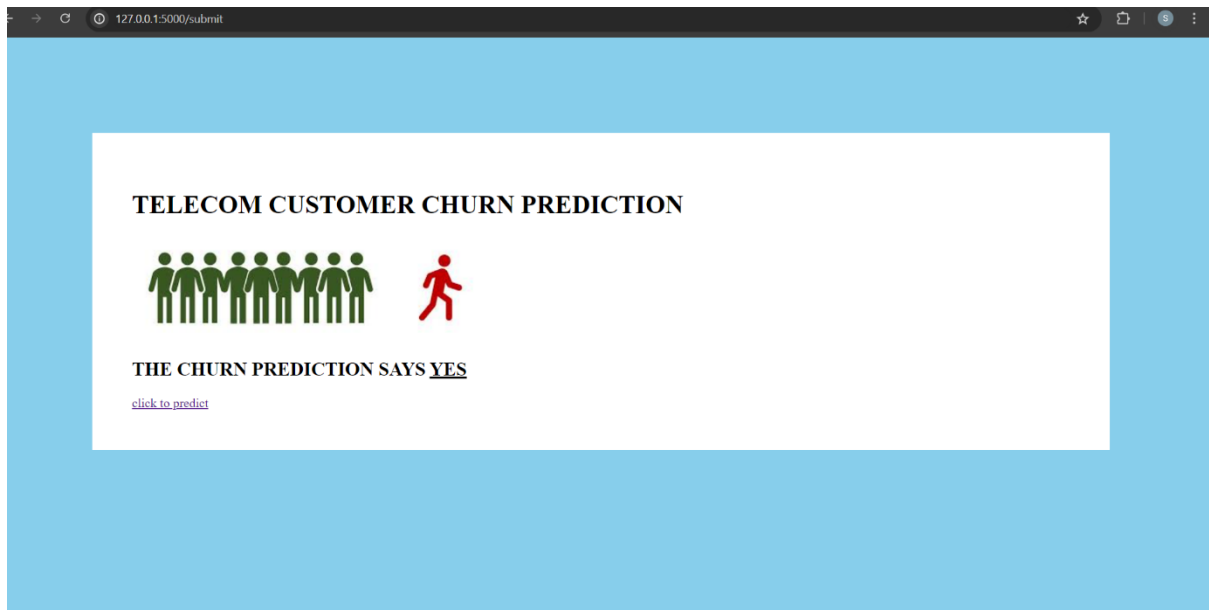 127.0.0.1:5000/submit
S
TELECOM CUSTOMER CHURN PREDICTION
THE CHURN PREDICTION SAYS YES
click to predict